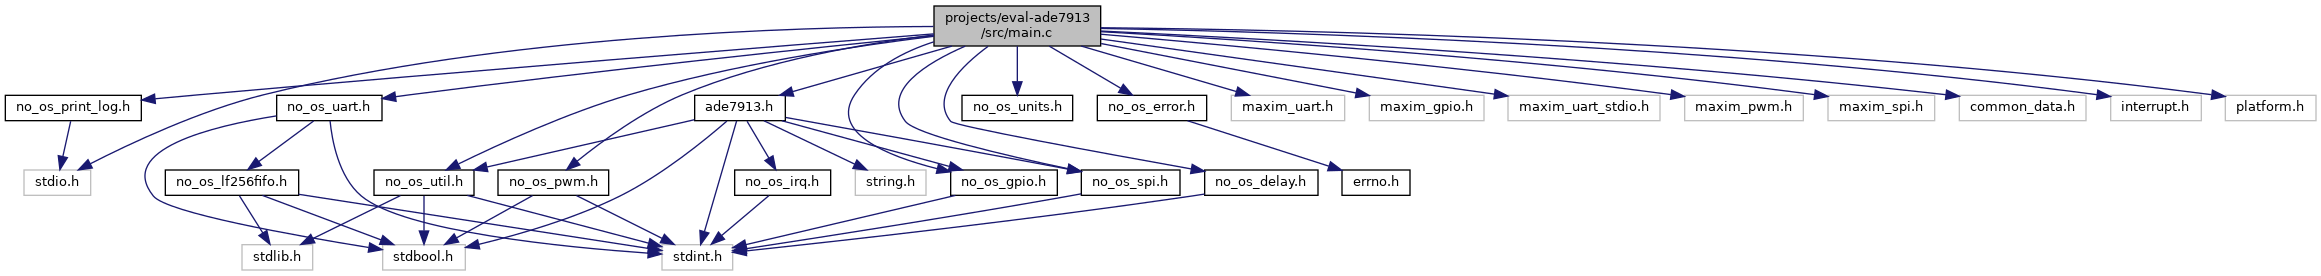 projects/eval-ade7913
/src/main.c
no_os_print_log.h
no_os_uart.h
ade7913.h
no_os_units.h
no_os_error.h
maxim_uart.h
maxim_gpio.h
maxim_uart_stdio.h
maxim_pwm.h
maxim_spi.h
common_data.h
interrupt.h
platform.h
stdio.h
no_os_lf256fifo.h
no_os_util.h
no_os_pwm.h
no_os_irq.h
string.h
no_os_gpio.h
no_os_spi.h
no_os_delay.h
errno.h
stdlib.h
stdbool.h
stdint.h